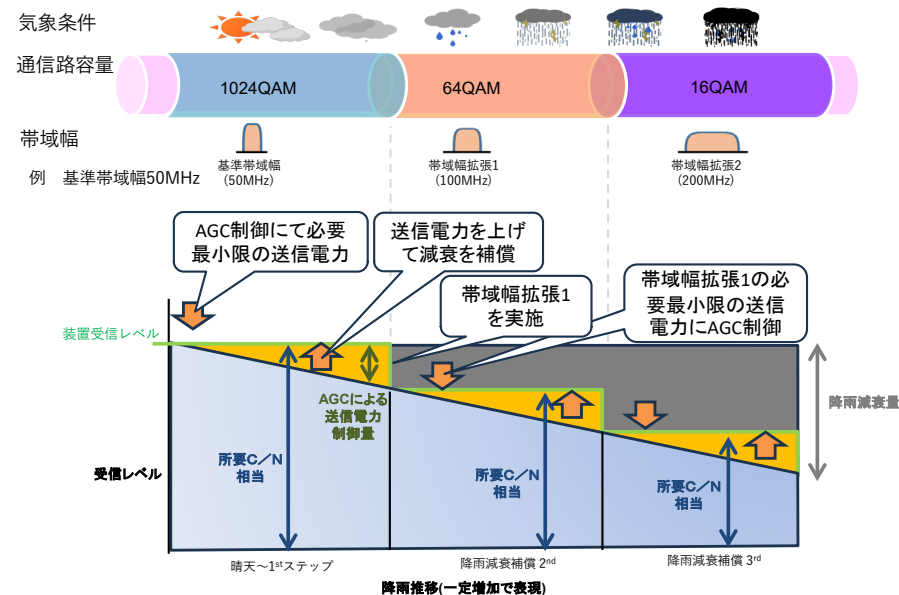 気象条件
通信路容量
1024QAM
64QAM
16QAM
帯域幅
例 基準帯域幅50MHz
基準帯域幅
(50MHz)
帯域幅拡張1
(100MHz)
帯域幅拡張2
(200MHz)
AGC制御にて必要
最小限の送信電力
送信電力を上げ
て減衰を補償
帯域幅拡張1
を実施
帯域幅拡張1の必
要最小限の送信
電力にAGC制御
装置受信レベル
AGCによる
送信電力
制御量
降雨減衰量
受信レベル
所要C/N
相当
所要C/N
相当
所要C/N
相当
晴天~1stステップ
降雨減衰補償 2nd
降雨減衰補償 3rd
降雨推移(一定増加で表現)